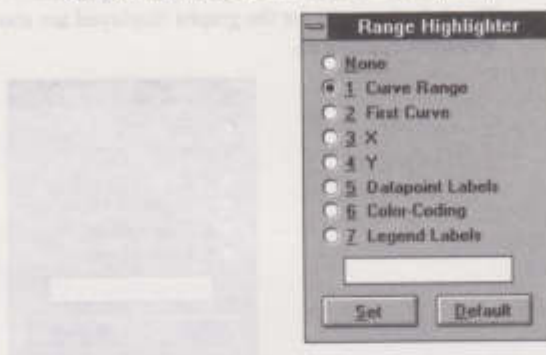 Range Highlighter
None
1 Curve Range
2 First Curve
3 X
4 Y
5 Datapoint Labels
6 Color-Coding
7 Legend Labels
Set Default